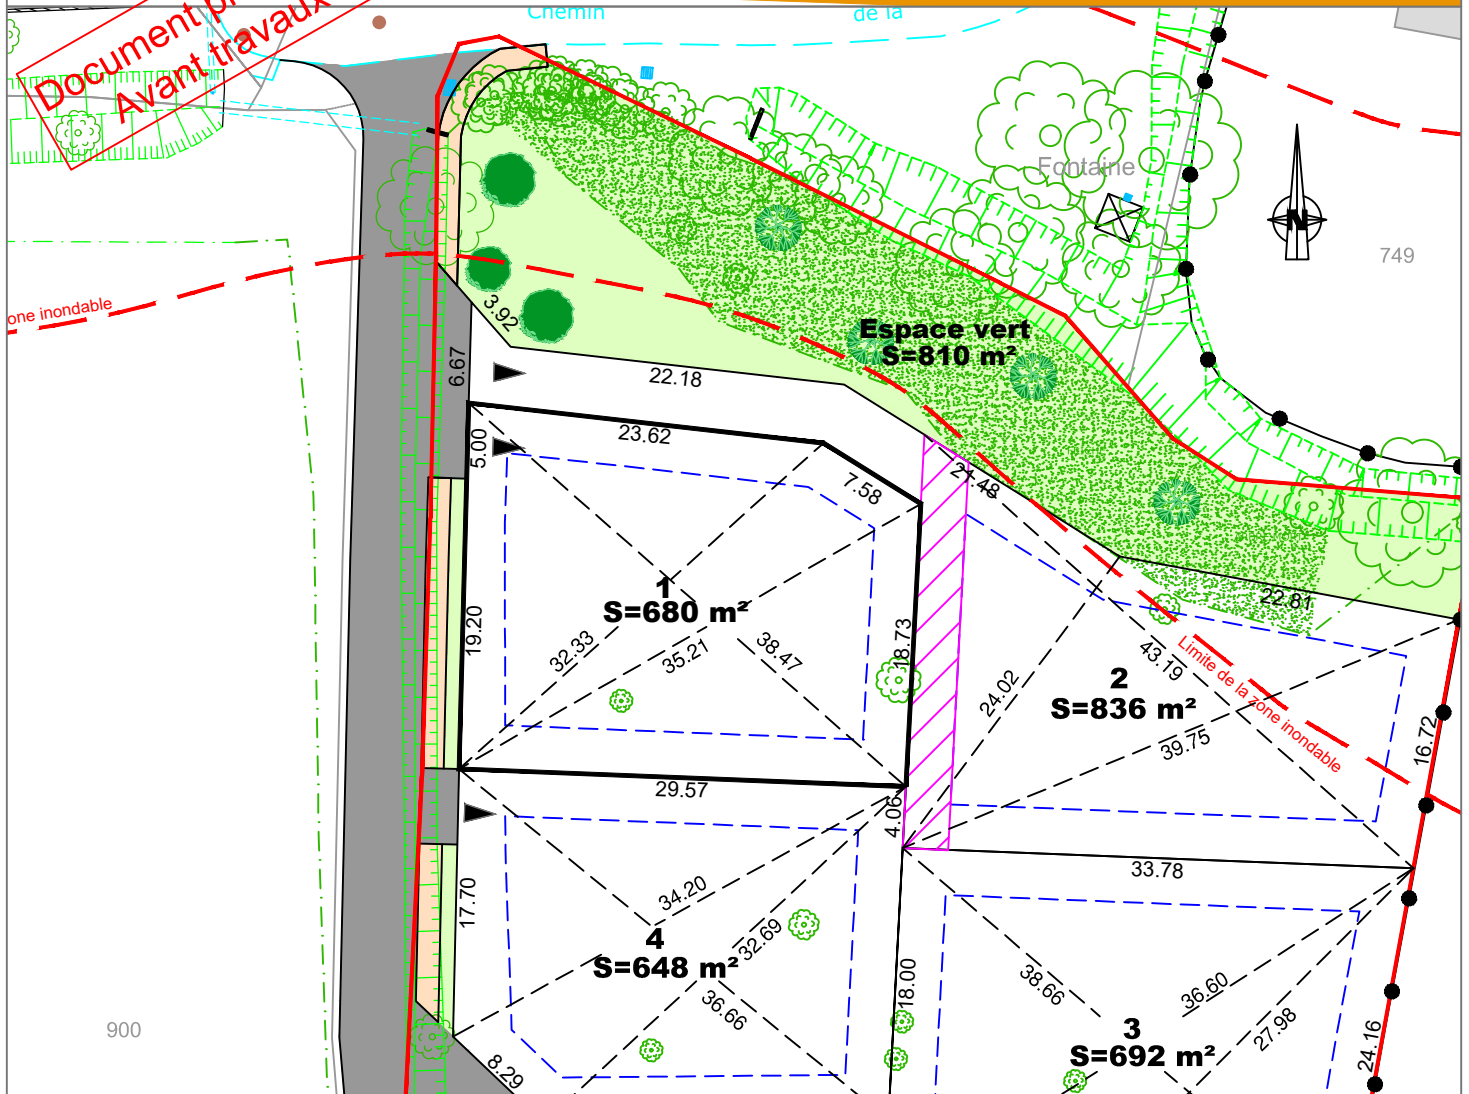 Chemin
de la
Document pr
Avant travaux
Fontaine
749
one inondable
3.92
Espace vert
S=810 m²
6.67
22.18
5.00
23.62
7.58
21.48
1
S=680 m²
19.20
32.33
35.21
38.47
18.73
22.81
43.19
Limite de la zone inondable
24.02
2
S=836 m²
39.75
16.72
29.57
4.06
33.78
34.20
17.70
4
S=648 m²
32.69
36.66
18.00
38.66
36.60
3
S=692 m²
27.98
24.16
900
8.29
N